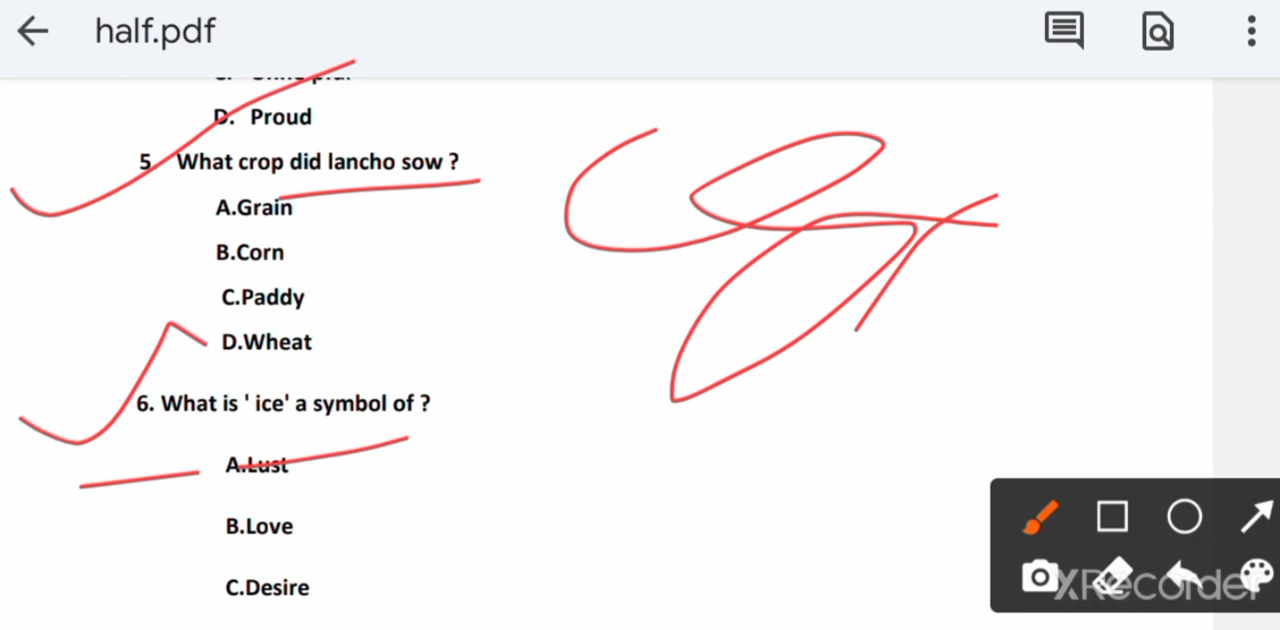 half.pdf
D. Proud
5 What crop did lancho sow ?
A.Grain
B.Corn
C.Paddy
D.Wheat
6. What is ' ice' a symbol of ?
A.Lust
B.Love
C.Desire
XRecorder